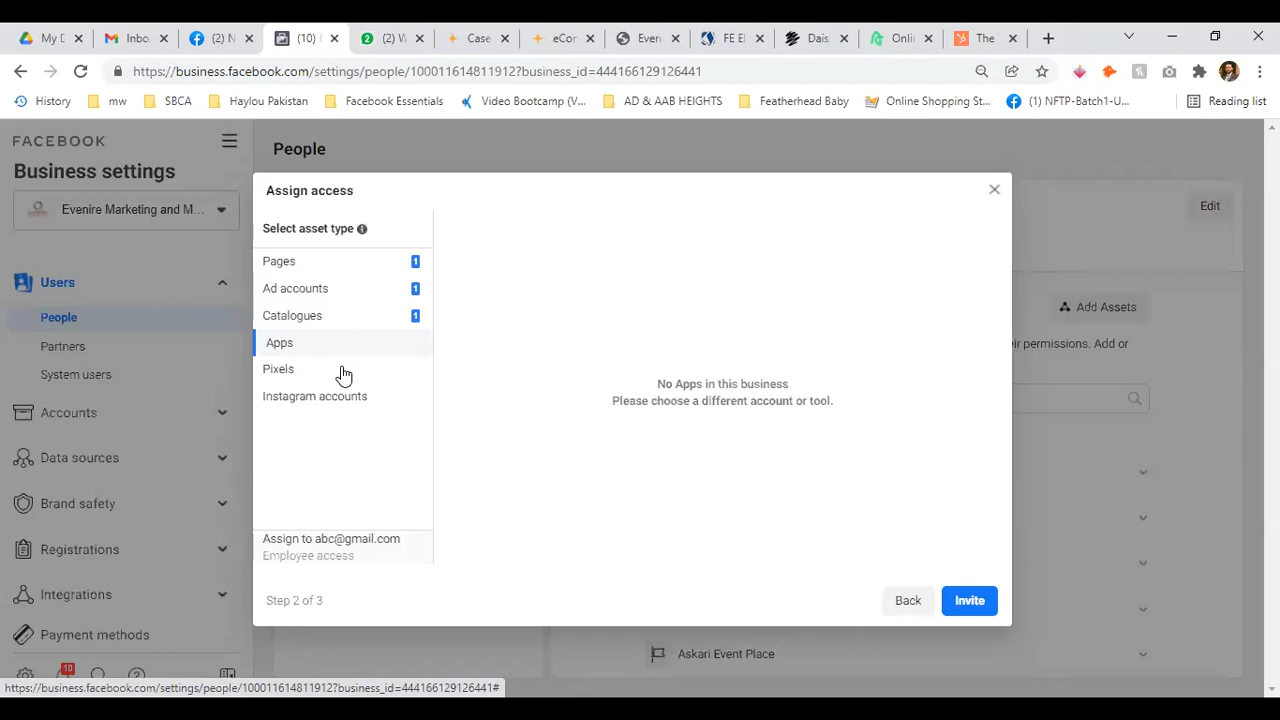 My D
Inbo.
(2) N
(10)
(2) W
Case
eCor
Even
FE El
Dais
Onli
The
https://business.facebook.com/settings/people/100011614811912?business_id=444166129126441
History
mw
SBCA
Haylou Pakistan
Facebook Essentials
Video Bootcamp (V...
AD & AAB HEIGHTS
Featherhead Baby
Online Shopping St...
(1) NFTP-Batch1-U...
Reading list
FACEBOOK
Business settings
Evenire Marketing and M...
People
Edit
Assign access
Select asset type
Pages 1
Ad accounts 1
Catalogues 1
Apps
Pixels
Instagram accounts
No Apps in this business
Please choose a different account or tool.
Assign to abc@gmail.com
Employee access
Step 2 of 3
Back
Invite
Users
People
Partners
System users
Accounts
Data sources
Brand safety
Registrations
Integrations
Payment methods
10
Add Assets
eir permissions. Add or
Askari Event Place
https://business.facebook.com/settings/people/100011614811912?business_id=444166129126441#